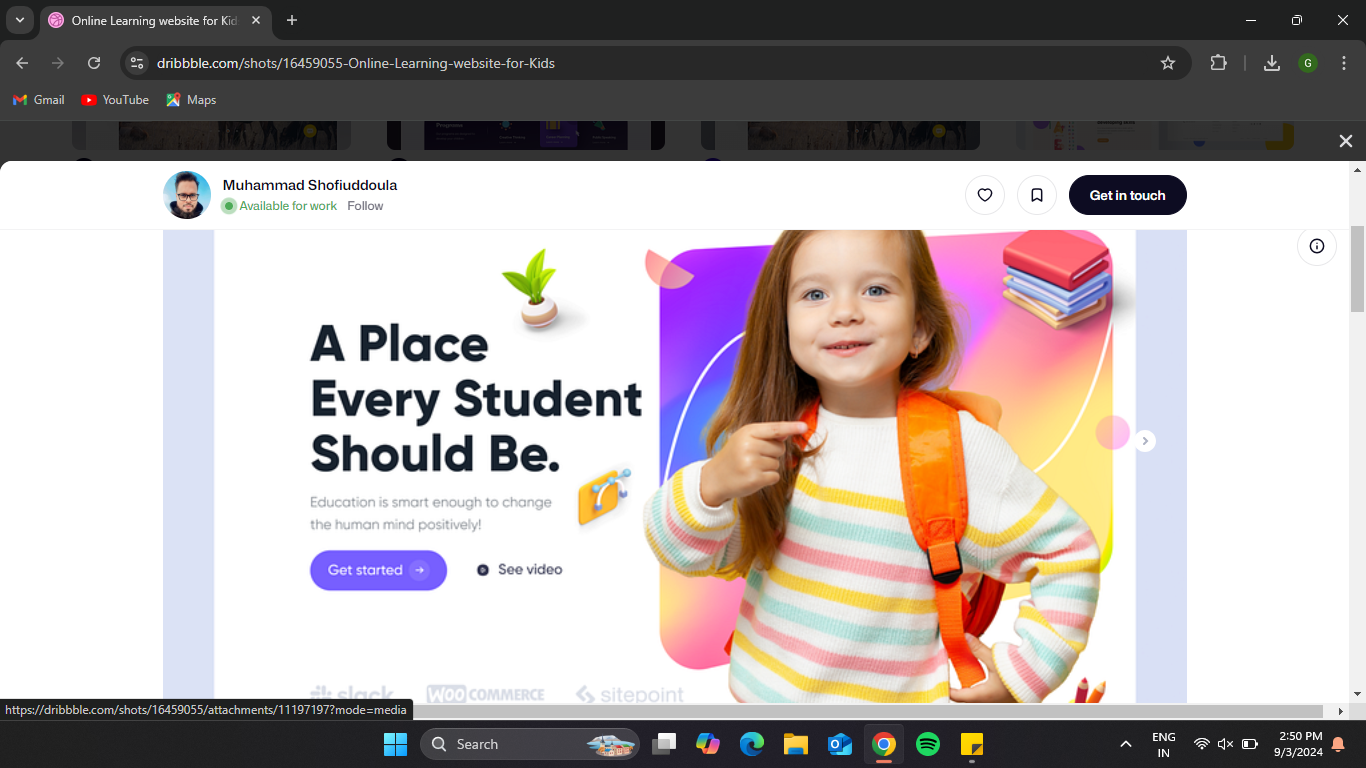 Online Learning website for Kid
dribbble.com/shots/16459055-Online-Learning-website-for-Kids
G
Gmail
YouTube
Maps
Programs
Muhammad Shofiuddoula
Available for work Follow
Get in touch
A Place
Every Student
Should Be.
Education is smart enough to change
the human mind positively!
Get started
See video
slack
WOO COMMERCE
sitepoint
https://dribbble.com/shots/16459055/attachments/11197197?mode=media
Search
ENG
IN
2:50 PM
9/3/2024